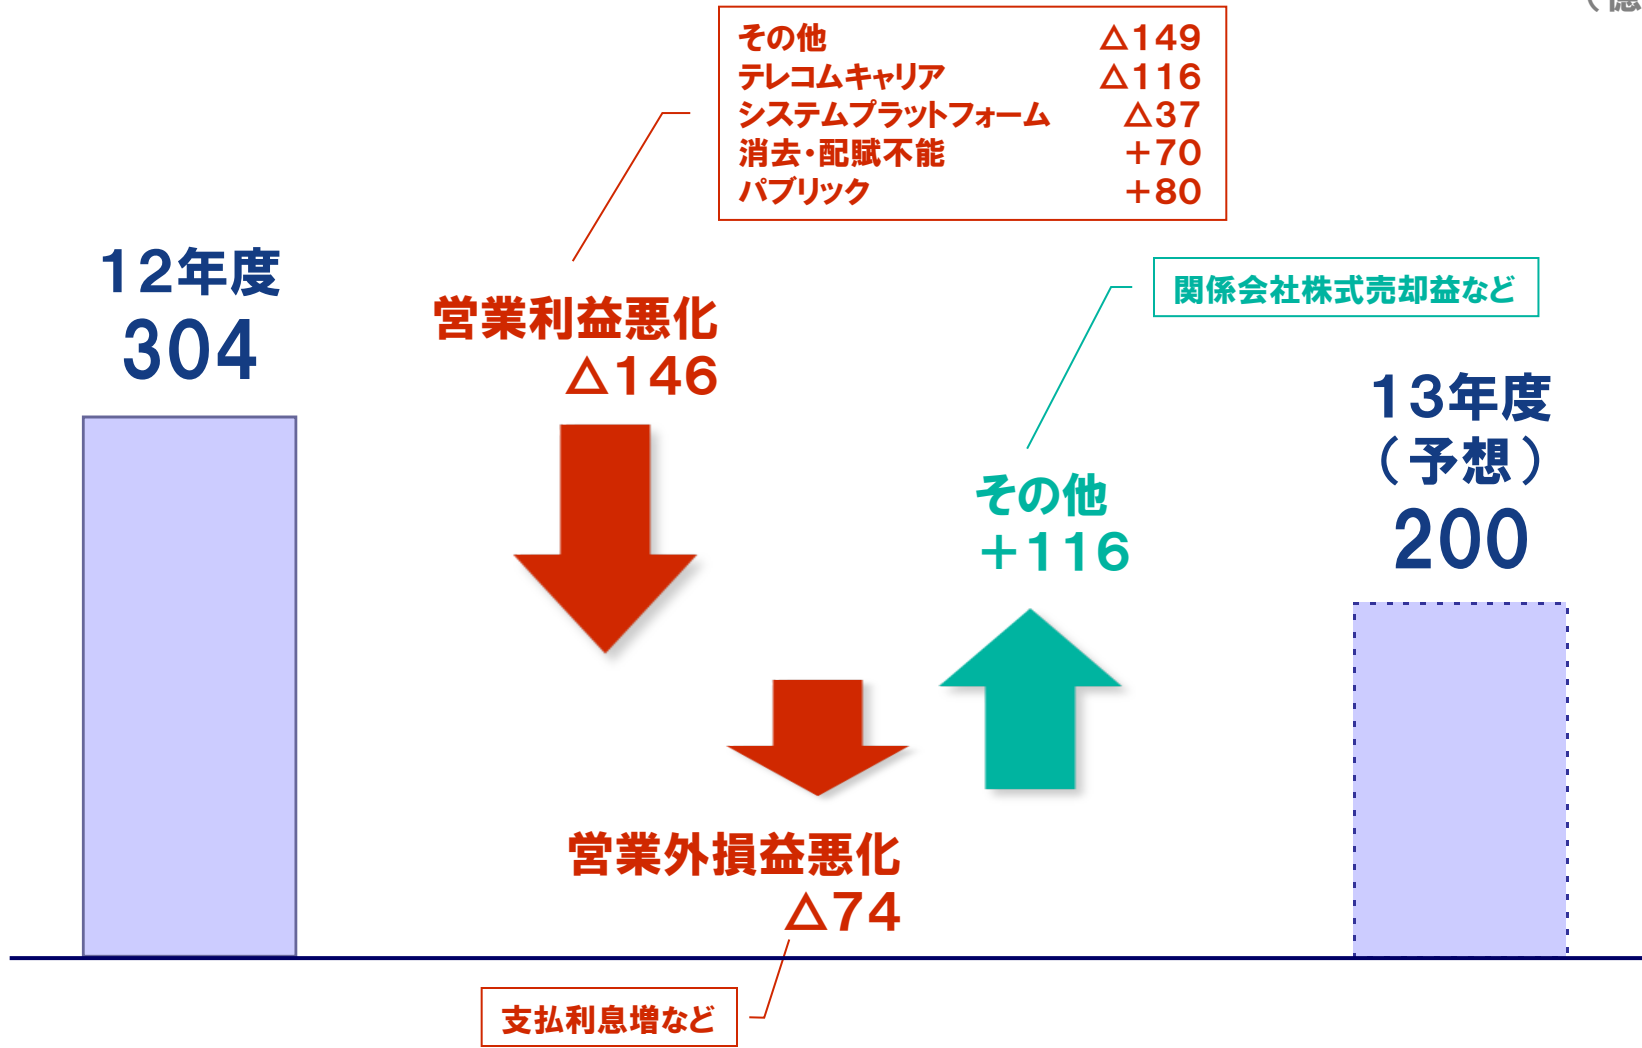 その他 △149
テレコムキャリア △116
システムプラットフォーム △37
消去・配賦不能 +70
パブリック +80
12年度
304
営業利益悪化
△146
関係会社株式売却益など
その他
+116
13年度
(予想)
200
営業外損益悪化
△74
支払利息増など